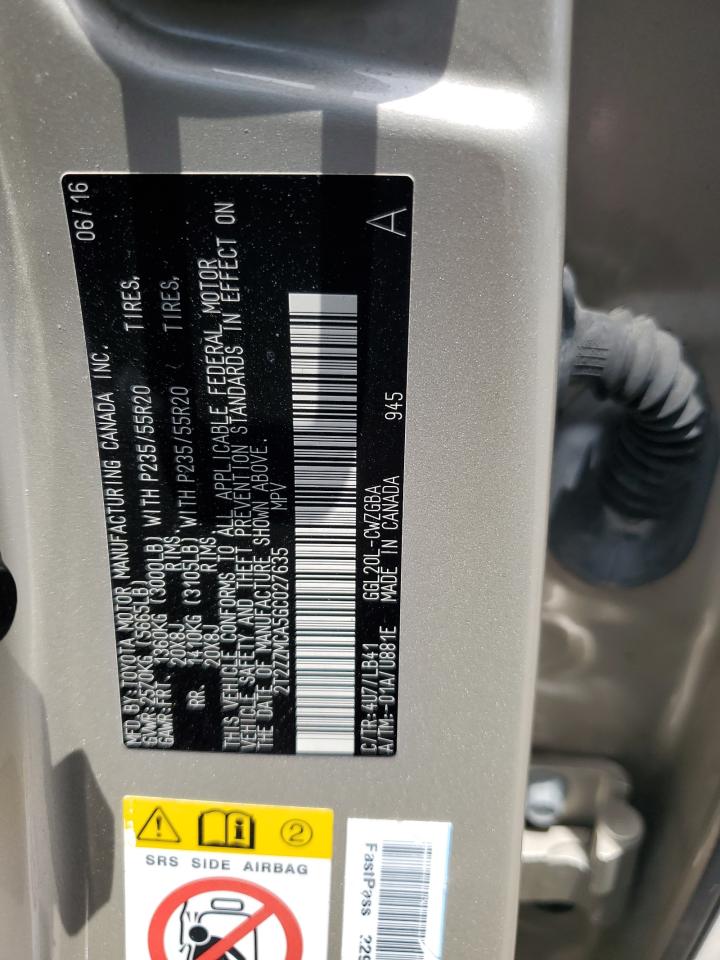 MFD. BY: TOYOTA MOTOR MANUFACTURING CANADA INC. 06/16
GVWR: 2570KG (5665LB)
GAWR: FRT. 1360KG (3000LB) WITH P235/55R20 TIRES,
20X8J RIMS,
RR. 1410KG (3105LB) WITH P235/55R20 TIRES,
20X8J RIMS,
THIS VEHICLE CONFORMS TO ALL APPLICABLE FEDERAL MOTOR
VEHICLE SAFETY AND THEFT PREVENTION STANDARDS IN EFFECT ON
THE DATE OF MANUFACTURE SHOWN ABOVE.
2T2ZZMCA5GC027635 MPV
C/TR: 4U7/LB41 GGL20L-CWZGBA
A/TM: -01A/U881E MADE IN CANADA 945 A
2
SRS SIDE AIRBAG
FastPass 229